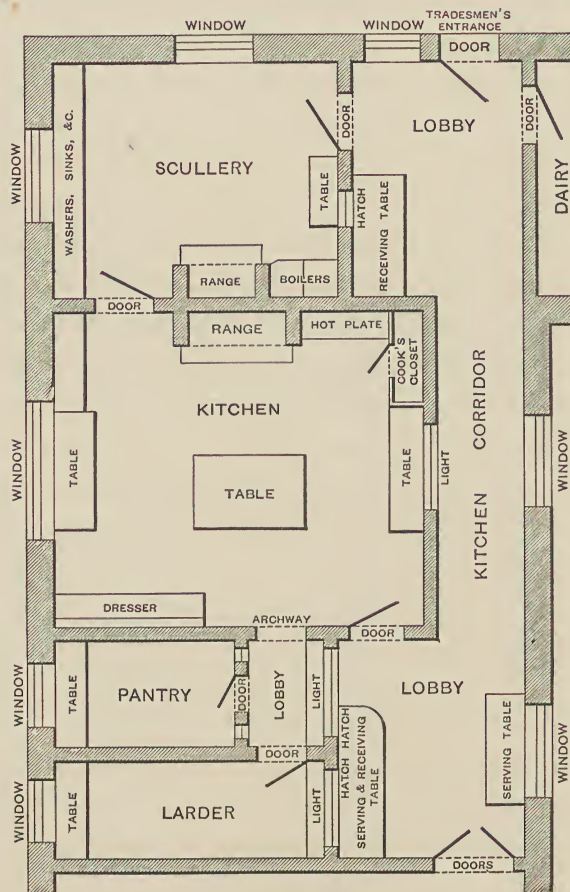 TRADESMEN'S
ENTRANCE
WINDOW
WINDOW
DOOR
WINDOW
WASHERS, SINKS, &C.
SCULLERY
DOOR
TABLE
HATCH
RECEIVING TABLE
LOBBY
DOOR
DAIRY
RANGE
BOILERS
DOOR
RANGE
HOT PLATE
COOK'S
CLOSET
KITCHEN
WINDOW
TABLE
TABLE
TABLE
LIGHT
KITCHEN CORRIDOR
WINDOW
DRESSER
ARCHWAY
DOOR
WINDOW
TABLE
PANTRY
DOOR
LOBBY
LIGHT
LOBBY
DOOR
HATCH HATCH
SERVING & RECEIVING
TABLE
SERVING TABLE
WINDOW
WINDOW
TABLE
LARDER
LIGHT
DOORS